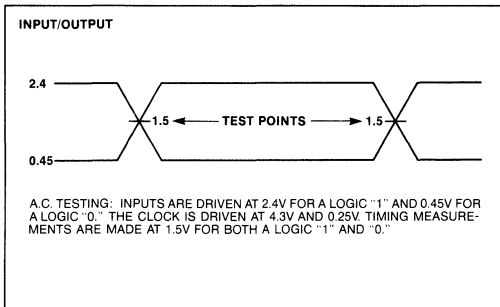 INPUT/OUTPUT
2.4
1.5 TEST POINTS 1.5
0.45
A.C. TESTING: INPUTS ARE DRIVEN AT 2.4V FOR A LOGIC "1" AND 0.45V FOR
A LOGIC "0." THE CLOCK IS DRIVEN AT 4.3V AND 0.25V. TIMING MEASURE-
MENTS ARE MADE AT 1.5V FOR BOTH A LOGIC "1" AND "0."